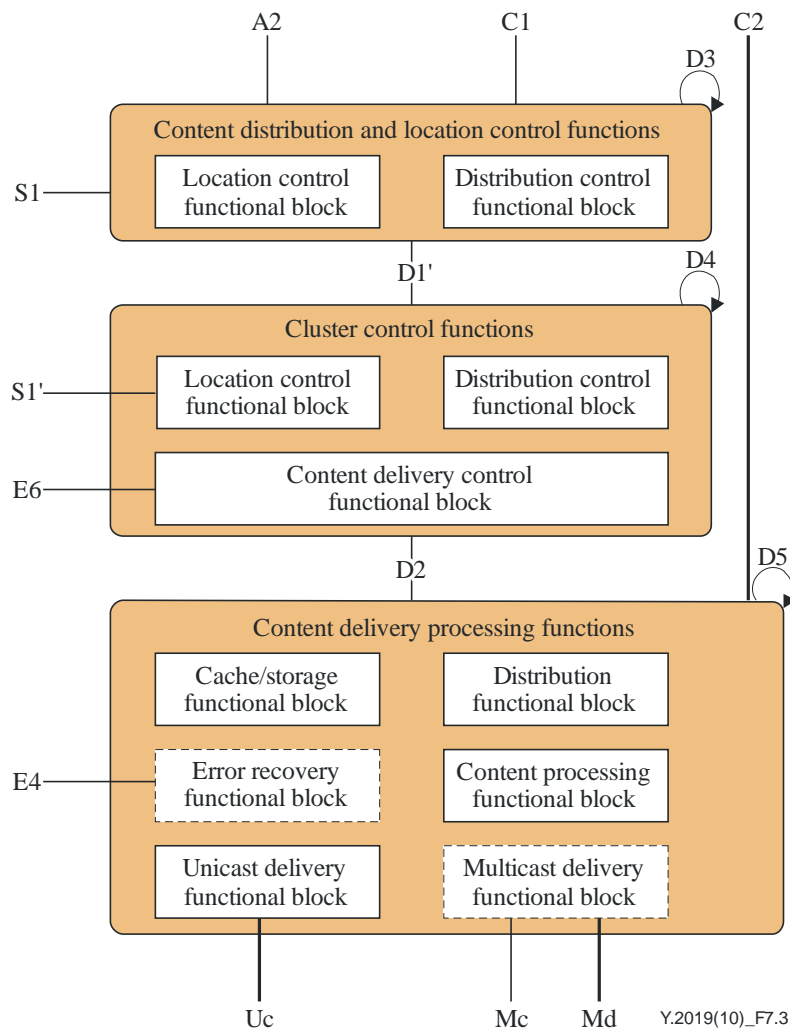 A2
C1
C2
D3
Content distribution and location control functions
Location control
functional block
Distribution control
functional block
S1
D1'
D4
Cluster control functions
Location control
functional block
Distribution control
functional block
S1'
Content delivery control
functional block
E6
D2
D5
Content delivery processing functions
Cache/storage
functional block
Distribution
functional block
Error recovery
functional block
Content processing
functional block
E4
Unicast delivery
functional block
Multicast delivery
functional block
Uc
Mc
Md
Y.2019(10)_F7.3